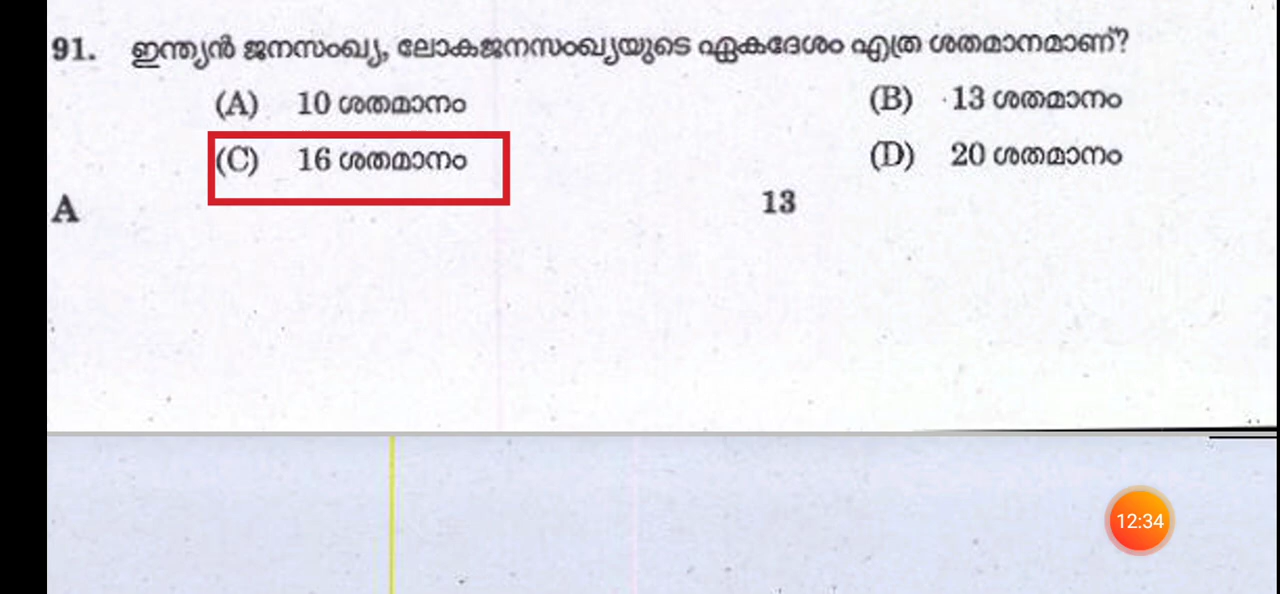 91. ഇന്ത്യൻ ജനസംഖ്യ, ലോകജനസംഖ്യയുടെ ഏകദേശം എത്ര ശതമാനമാണ്?
(A) 10 ശതമാനം (B) 13 ശതമാനം
(C) 16 ശതമാനം (D) 20 ശതമാനം
A 13
12:34